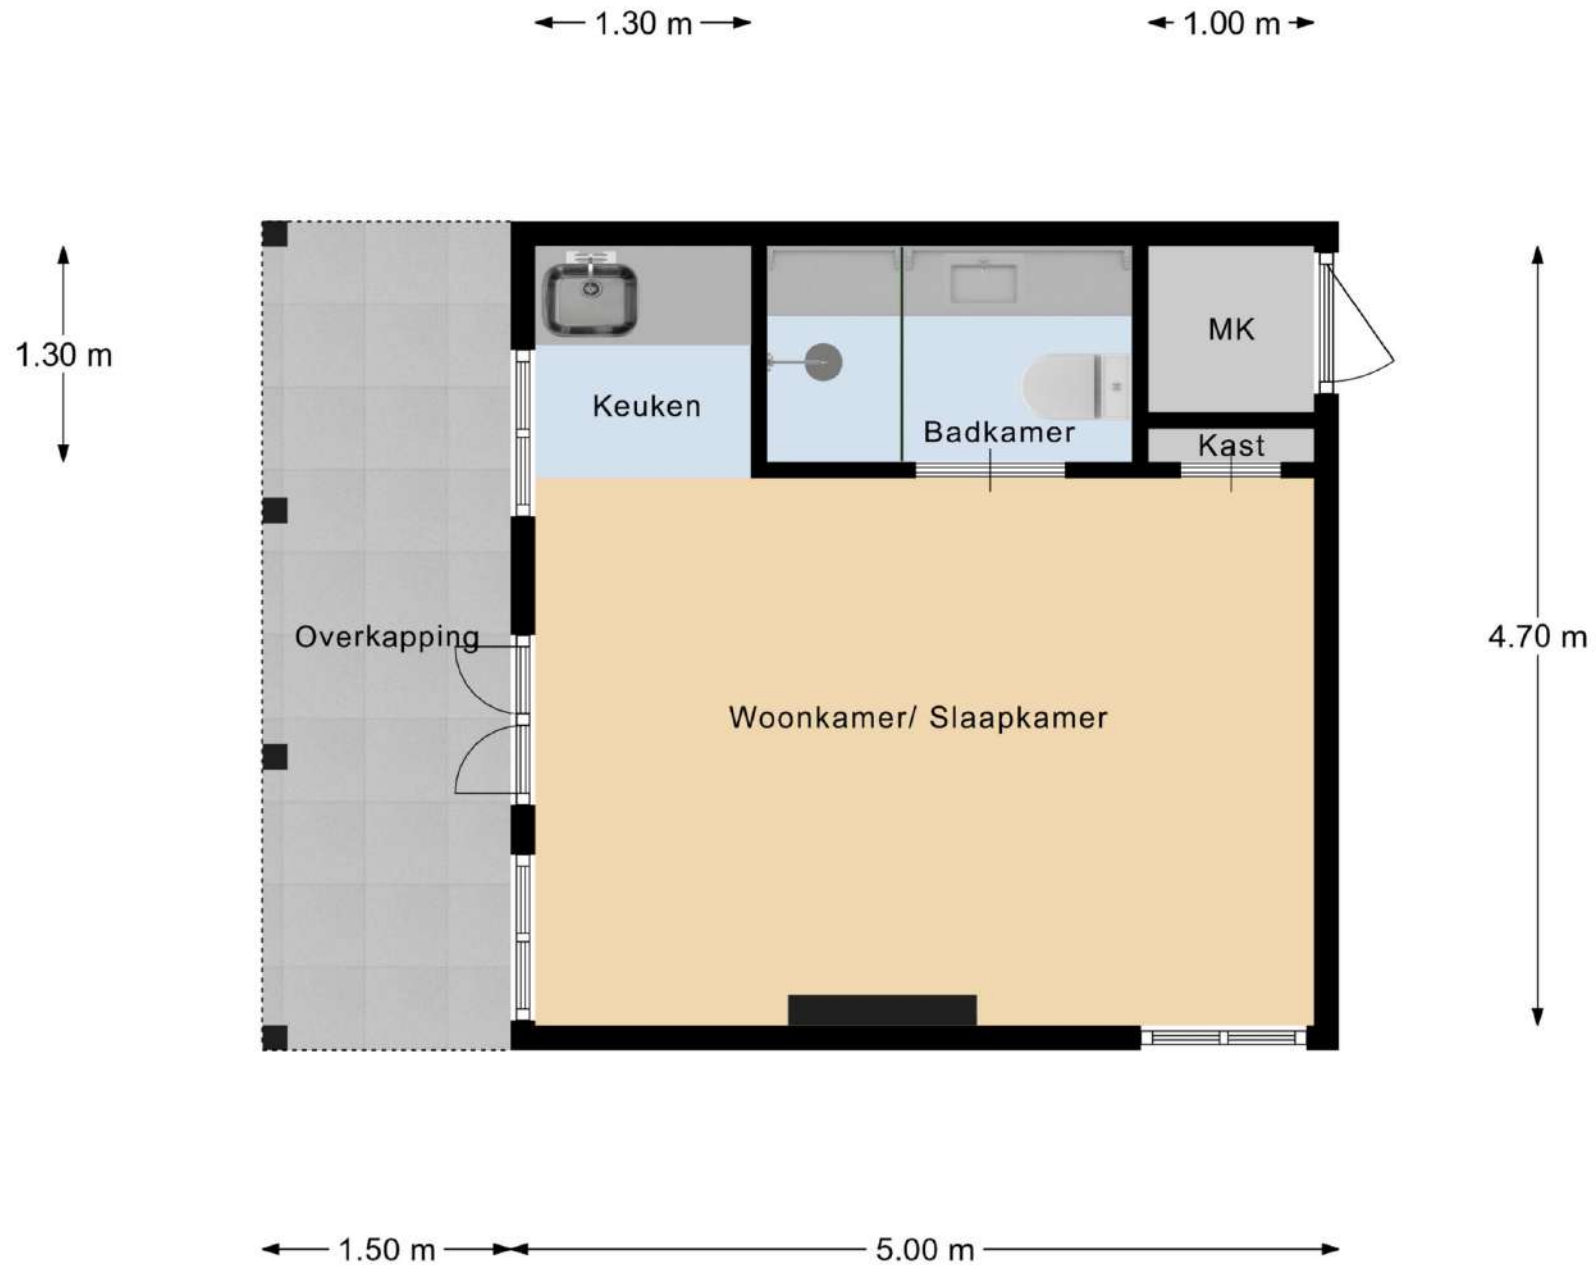 1.30 m
1.00 m
1.30 m
MK
Keuken
Badkamer
Kast
Overkapping
4.70 m
Woonkamer/ Slaapkamer
1.50 m
5.00 m